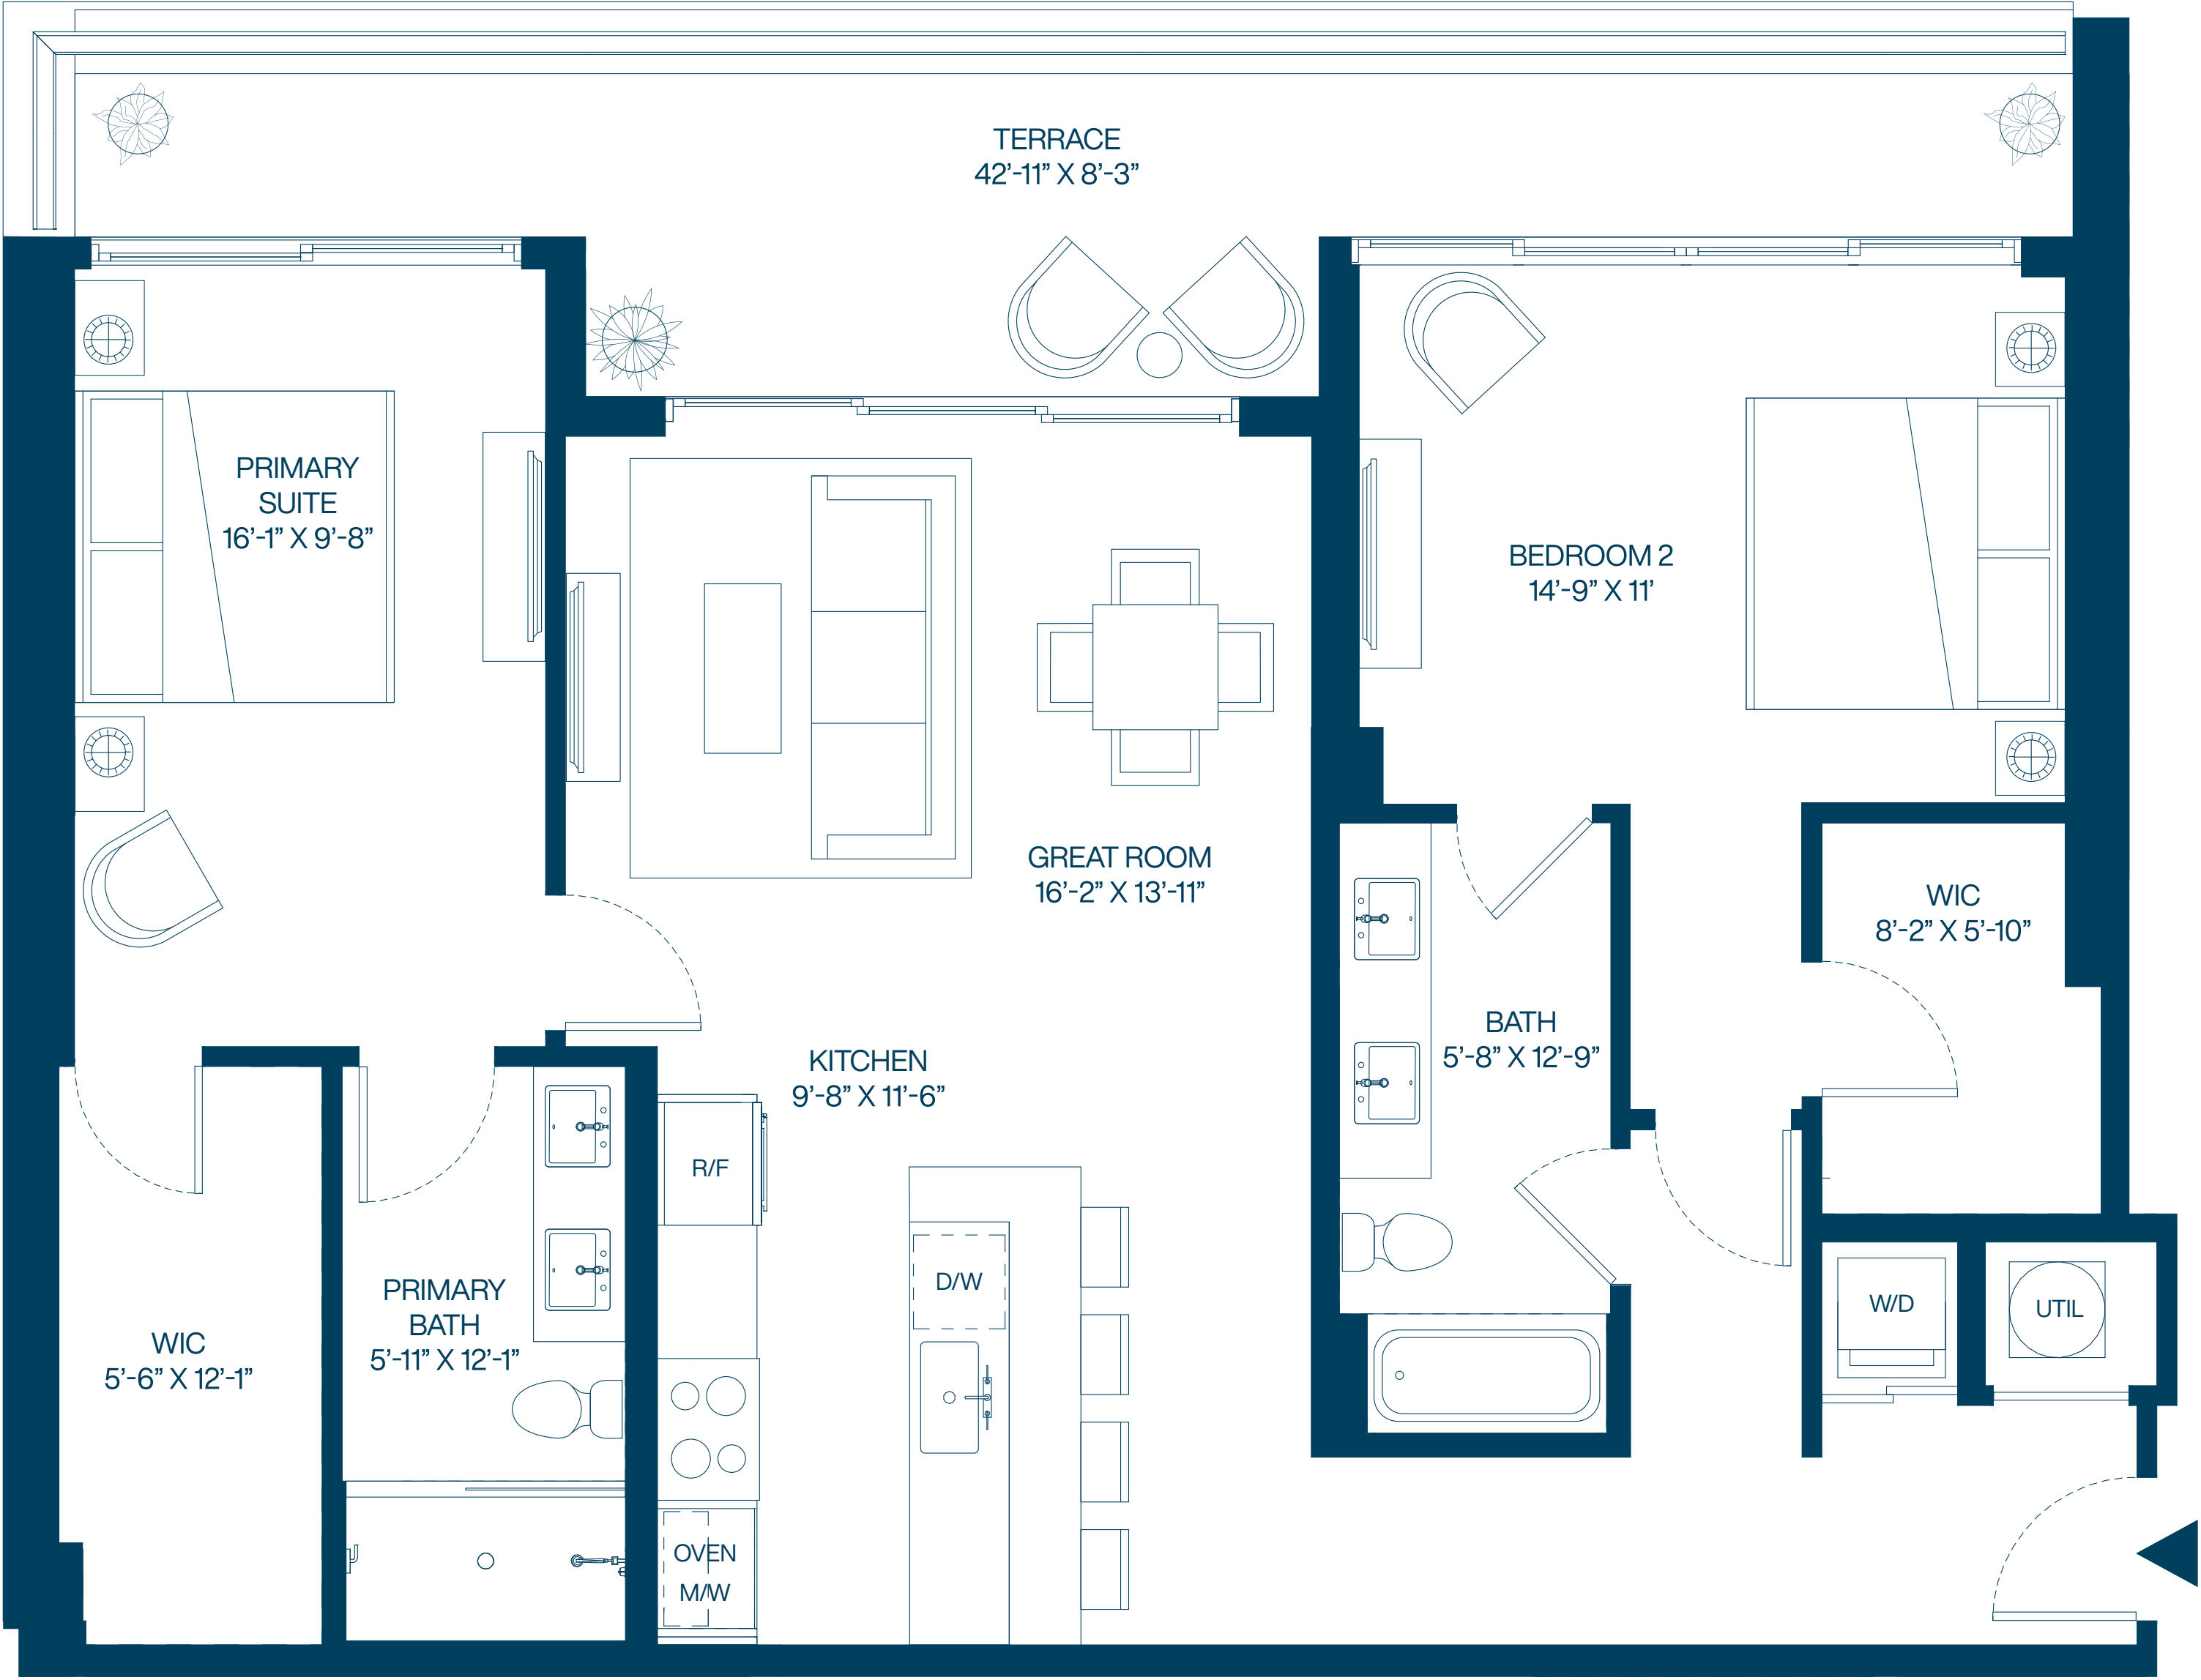 TERRACE
42’-11” X 8’-3”
PRIMARY
SUITE
16’-1” X 9’-8”
BEDROOM 2
14’-9” X 11’
GREAT ROOM
16’-2” X 13’-11”
WIC
8’-2” X 5’-10”
BATH
5’-8” X 12’-9”
KITCHEN
9’-8” X 11’-6”
R/F
D/W
PRIMARY
BATH
5’-11” X 12’-1”
WIC
5’-6” X 12’-1”
W/D
UTIL
OVEN
M/W